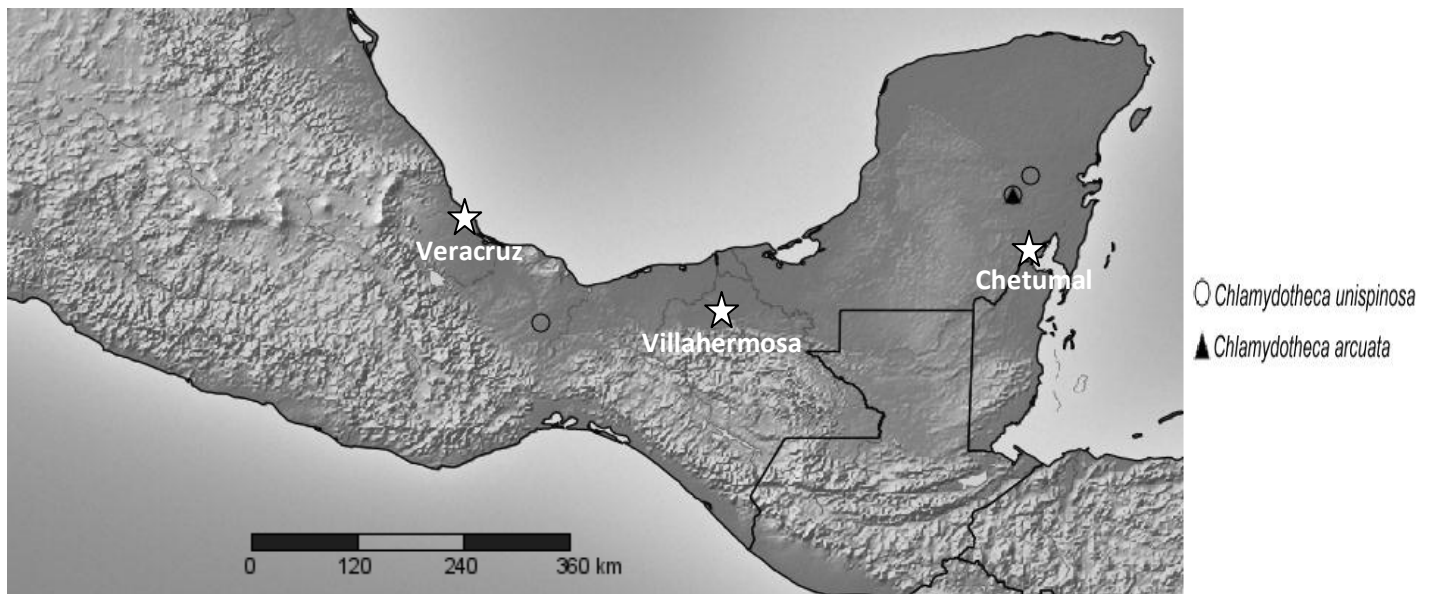 Veracruz
Chetumal
Villahermosa
Chlamydotheca unispinosa
Chlamydotheca arcuata
0 120 240 360 km